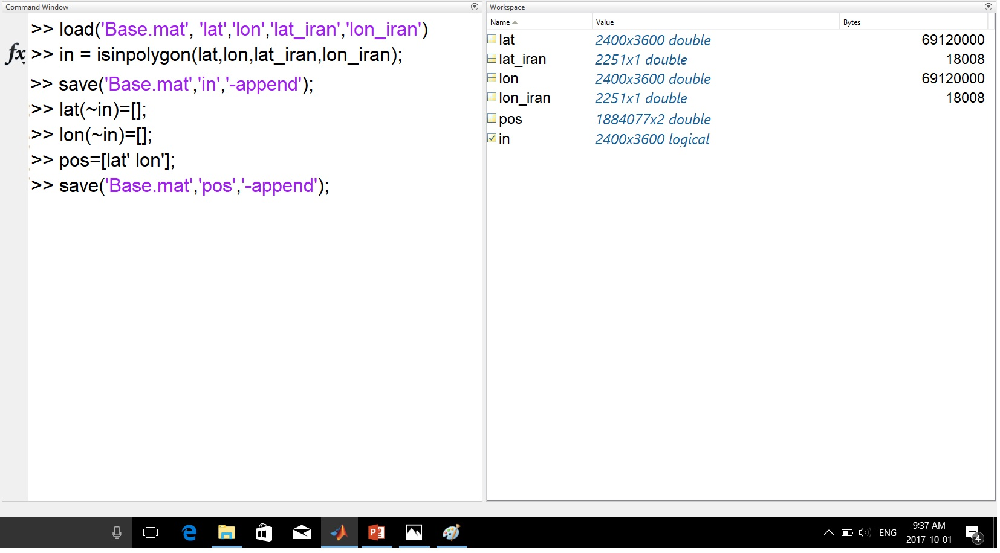 Command Window
>> load('Base.mat', 'lat','lon','lat_iran','lon_iran')
fx >> in = isinpolygon(lat,lon,lat_iran,lon_iran);
>> save('Base.mat','in','-append');
>> lat(~in)=[];
>> lon(~in)=[];
>> pos=[lat' lon'];
>> save('Base.mat','pos','-append');
Workspace
Name Value Bytes
lat 2400x3600 double 69120000
lat_iran 2251x1 double 18008
lon 2400x3600 double 69120000
lon_iran 2251x1 double 18008
pos 1884077x2 double
in 2400x3600 logical
ENG 9:37 AM
2017-10-01 4